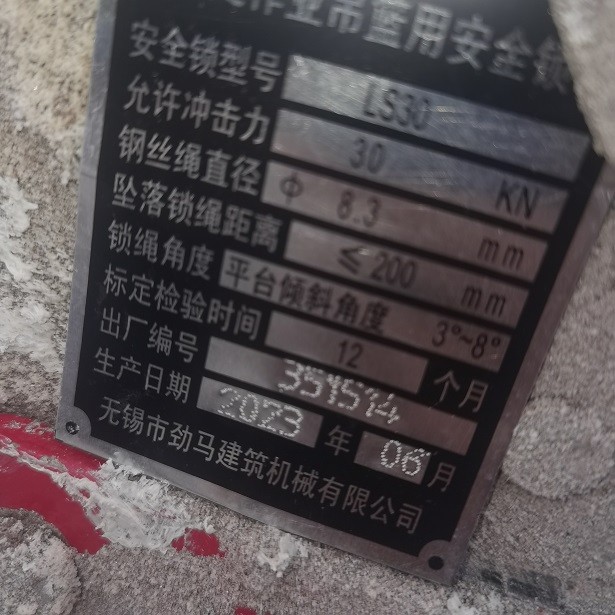 作业吊篮用安全锁
安全锁型号 LS30
允许冲击力 30 KN
钢丝绳直径 φ 8.3 mm
坠落锁绳距离 ≤200 mm
锁绳角度 平台倾斜角度 3°~8°
标定检验时间 12 个月
出厂编号 354574
生产日期 2023 年 06 月
无锡市劲马建筑机械有限公司